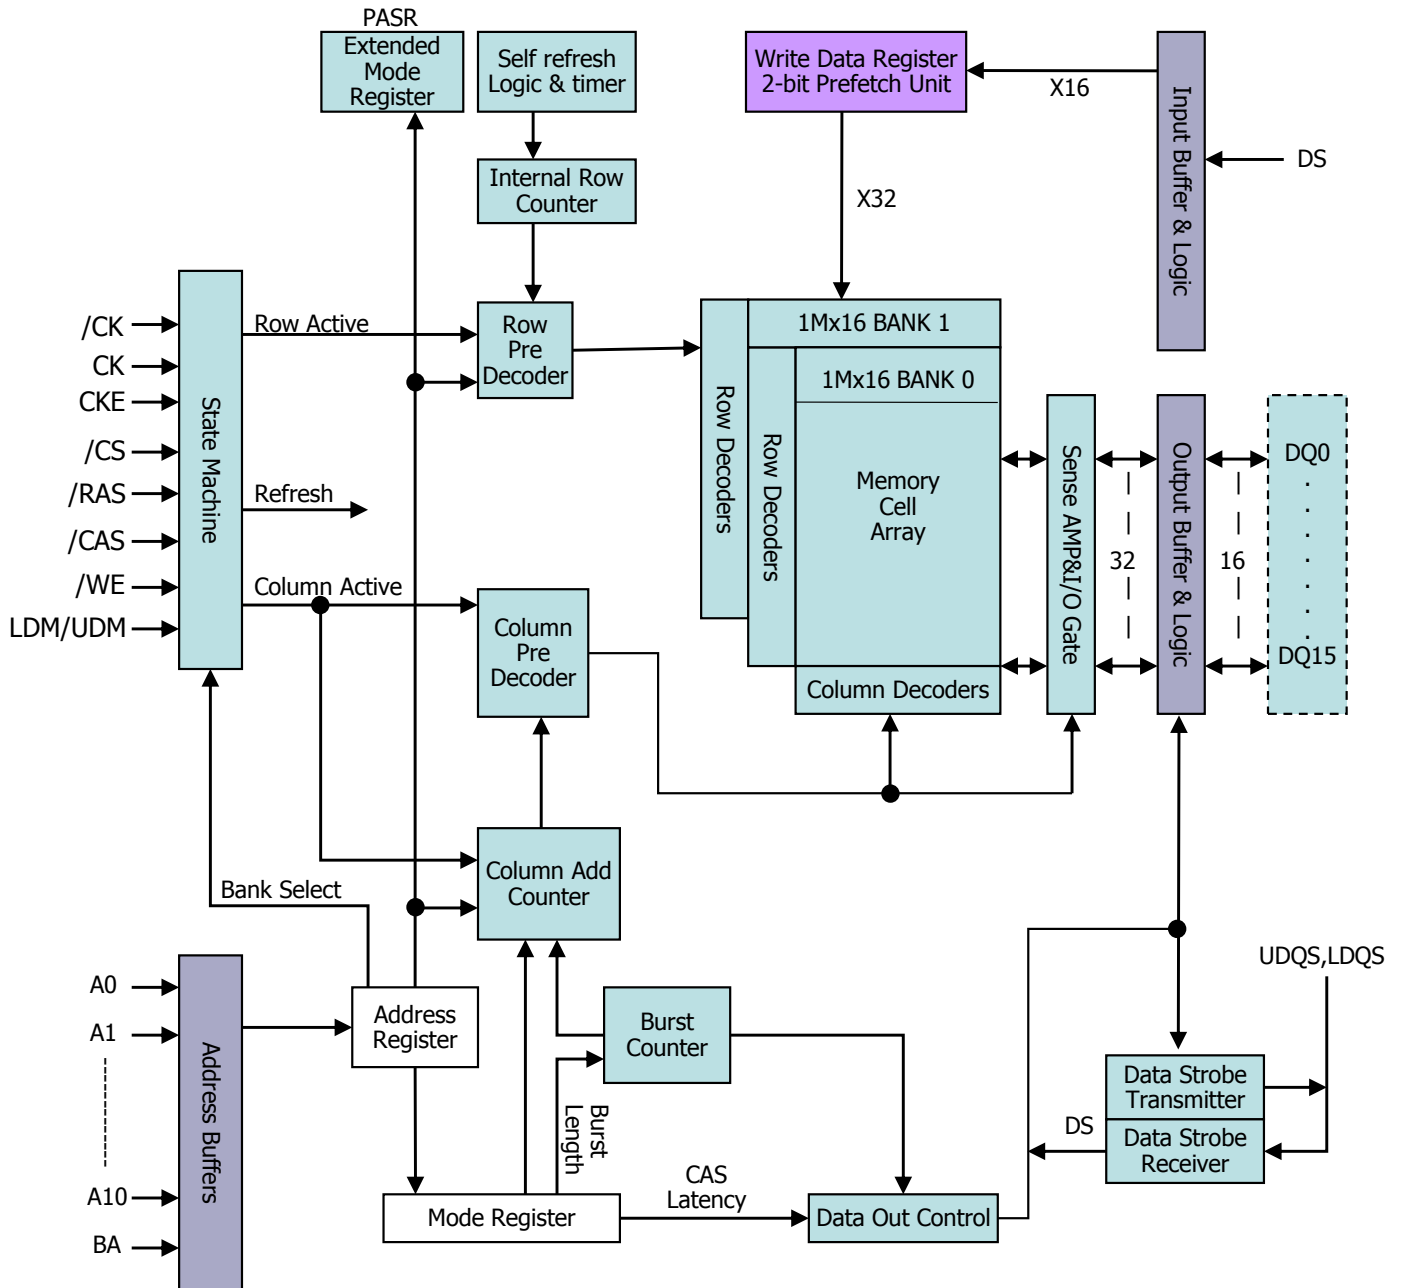 PASR
Extended
Mode
Register
Self refresh
Logic & timer
Write Data Register
2-bit Prefetch Unit
X16
Input Buffer & Logic
DS
Internal Row
Counter
X32
/CK
CK
CKE
/CS
/RAS
/CAS
/WE
LDM/UDM
State Machine
Row Active
Refresh
Column Active
Row
Pre
Decoder
Row Decoders
Row Decoders
1Mx16 BANK 1
1Mx16 BANK 0
Memory
Cell
Array
Column Decoders
Sense AMP&I/O Gate
32
Output Buffer & Logic
16
DQ0
.
.
.
.
.
.
.
DQ15
Column
Pre
Decoder
Column Add
Counter
Bank Select
A0
A1
A10
BA
Address Buffers
Address
Register
Burst
Counter
Burst
Length
UDQS,LDQS
Data Strobe
Transmitter
DS
Data Strobe
Receiver
Mode Register
CAS
Latency
Data Out Control